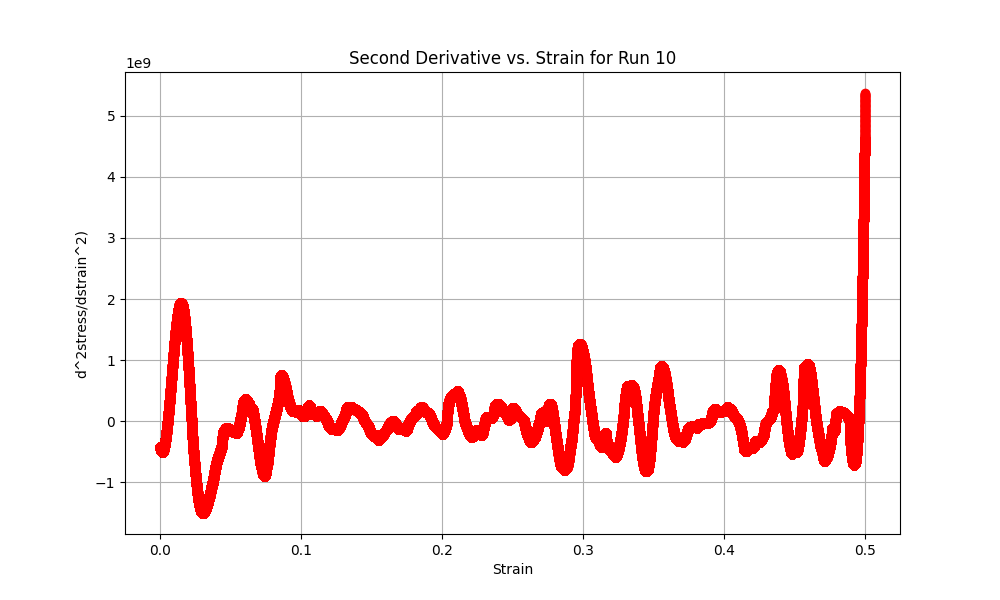 Second Derivative vs. Strain for Run 10
1e9
5
4
3
2
1
0
−1
d^2stress/dstrain^2)
0.0 0.1 0.2 0.3 0.4 0.5
Strain